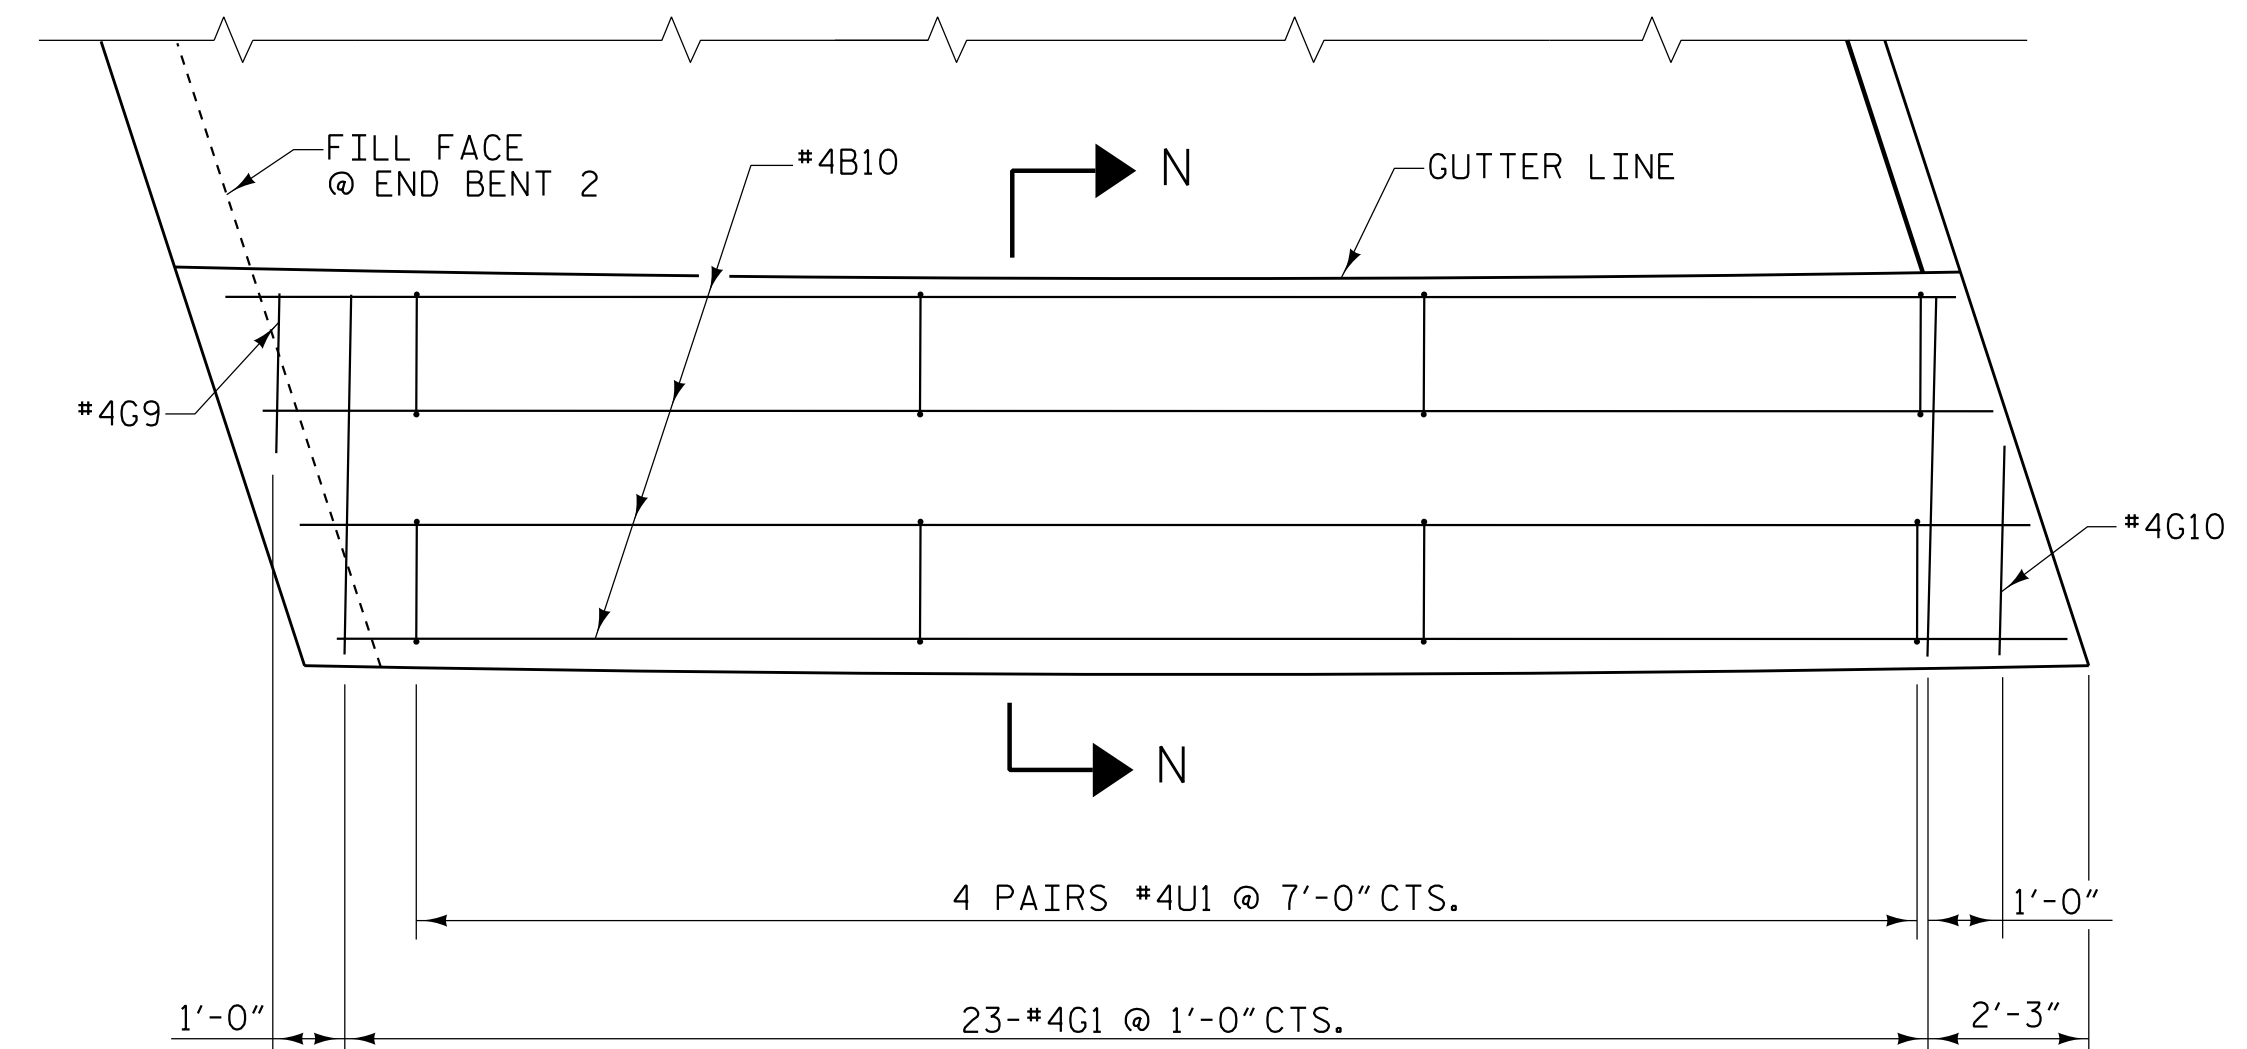 FILL FACE
@ END BENT 2
#4B10
N
GUTTER LINE
#4G9
#4G10
N
4 PAIRS #4U1 @ 7'-0" CTS.
1'-0"
1'-0"
23-#4G1 @ 1'-0" CTS.
2'-3"